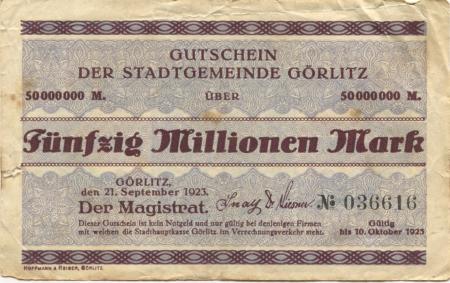 GUTSCHEIN
DER STADTGEMEINDE GÖRLITZ
50000000 M. ÜBER 50000000 M.
Fünfzig Millionen Mark
GÖRLITZ,
den 21. September 1923.
Der Magistrat. № 036616
Dieser Gutschein ist kein Notgeld und nur gültig bei denjenigen Firmen
mit welchen die Stadthauptkasse Görlitz im Verrechnungsverkehr steht.
Gültig
bis 10. Oktober 1923
HOFFMANN & REIBER, GÖRLITZ.